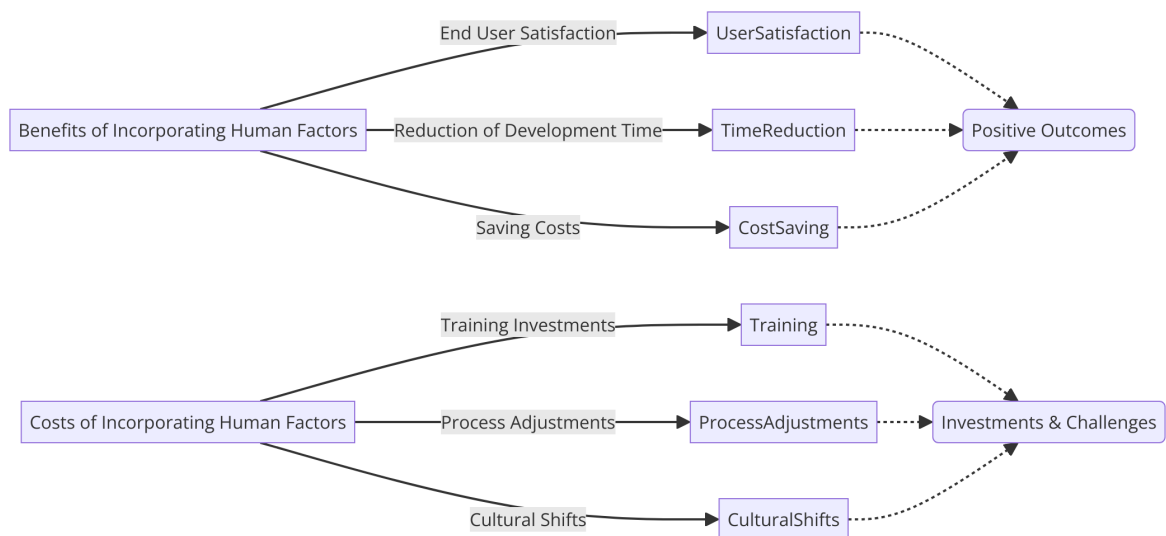 End User Satisfaction
UserSatisfaction
Benefits of Incorporating Human Factors
Reduction of Development Time
TimeReduction
Positive Outcomes
Saving Costs
CostSaving
Training Investments
Training
Costs of Incorporating Human Factors
Process Adjustments
ProcessAdjustments
Investments & Challenges
Cultural Shifts
CulturalShifts